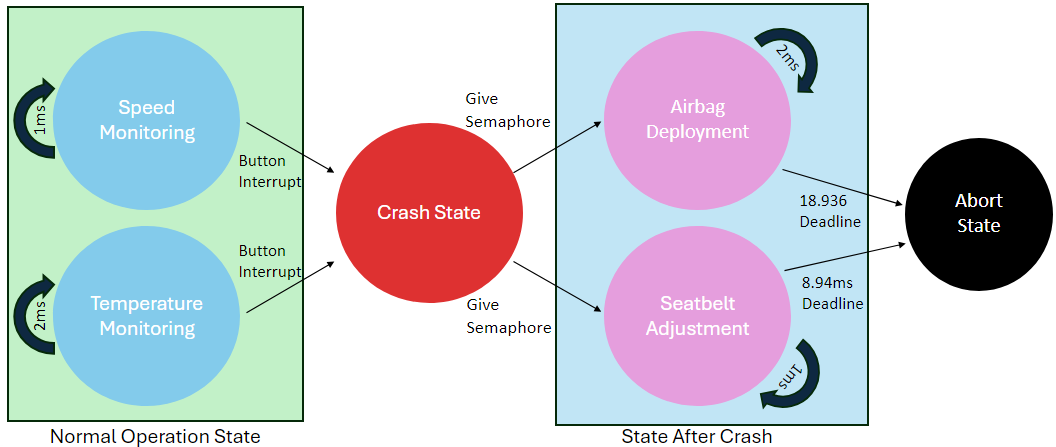 Speed
Monitoring
1ms
Button
Interrupt
Temperature
Monitoring
2ms
Button
Interrupt
Normal Operation State
Crash State
Give
Semaphore
Give
Semaphore
Airbag
Deployment
2ms
18.936
Deadline
Seatbelt
Adjustment
1ms
8.94ms
Deadline
State After Crash
Abort
State